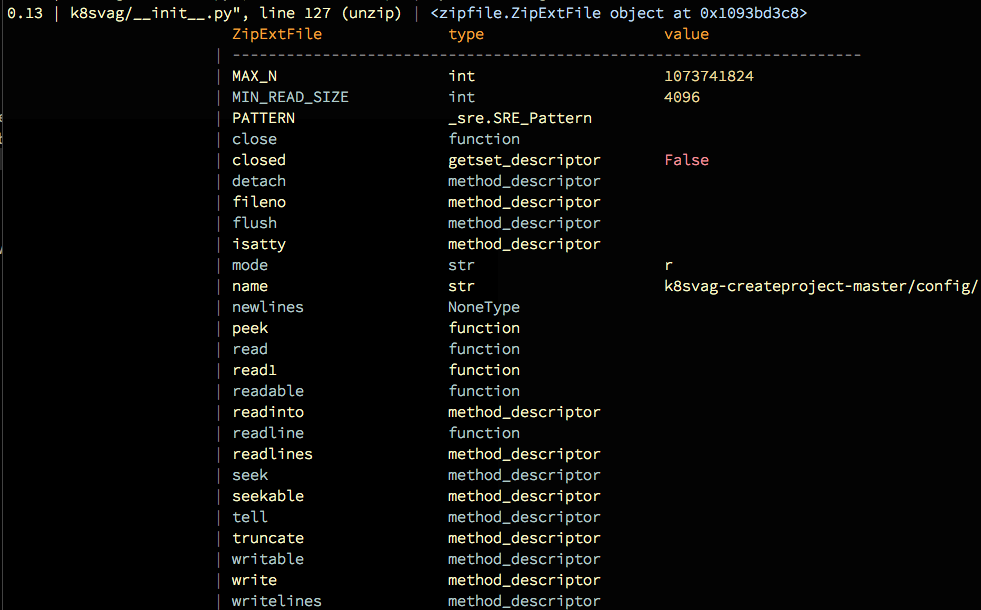 0.13 | k8svag/__init__.py", line 127 (unzip) | <zipfile.ZipExtFile object at 0x1093bd3c8>
ZipExtFile type value
| ----------------------------------------------------------------------
| MAX_N int 1073741824
| MIN_READ_SIZE int 4096
| PATTERN _sre.SRE_Pattern
| close function
| closed getset_descriptor False
| detach method_descriptor
| fileno method_descriptor
| flush method_descriptor
| isatty method_descriptor
| mode str r
| name str k8svag-createproject-master/config/
| newlines NoneType
| peek function
| read function
| read1 function
| readable function
| readinto method_descriptor
| readline function
| readlines method_descriptor
| seek method_descriptor
| seekable method_descriptor
| tell method_descriptor
| truncate method_descriptor
| writable method_descriptor
| write method_descriptor
| writelines method_descriptor